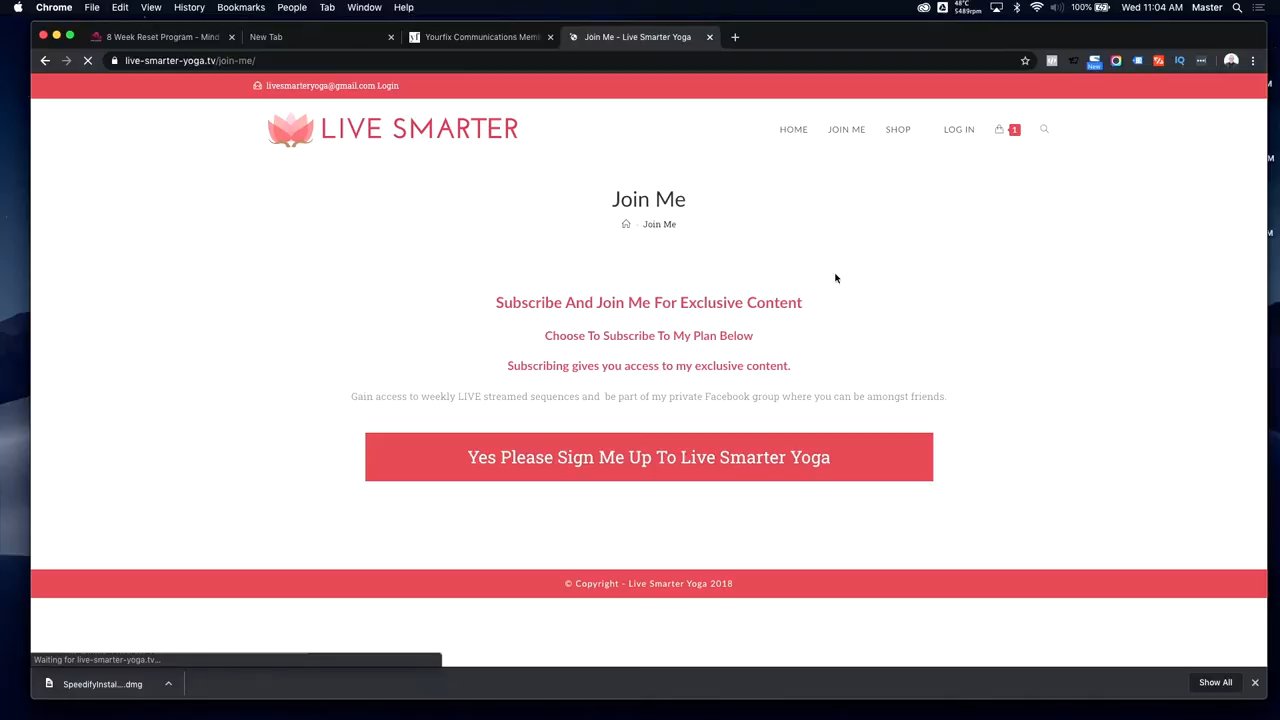 Chrome File Edit View History Bookmarks People Tab Window Help 48°C 5489rpm 100% Wed 11:04 AM Master
8 Week Reset Program - Mind New Tab Yourfix Communications Mem Join Me - Live Smarter Yoga
live-smarter-yoga.tv/join-me/ New
livesmarteryoga@gmail.com Login
LIVE SMARTER
HOME JOIN ME SHOP LOG IN 1
Join Me
Join Me
Subscribe And Join Me For Exclusive Content
Choose To Subscribe To My Plan Below
Subscribing gives you access to my exclusive content.
Gain access to weekly LIVE streamed sequences and be part of my private Facebook group where you can be amongst friends.
Yes Please Sign Me Up To Live Smarter Yoga
© Copyright - Live Smarter Yoga 2018
Waiting for live-smarter-yoga.tv...
SpeedifyInstal....dmg Show All